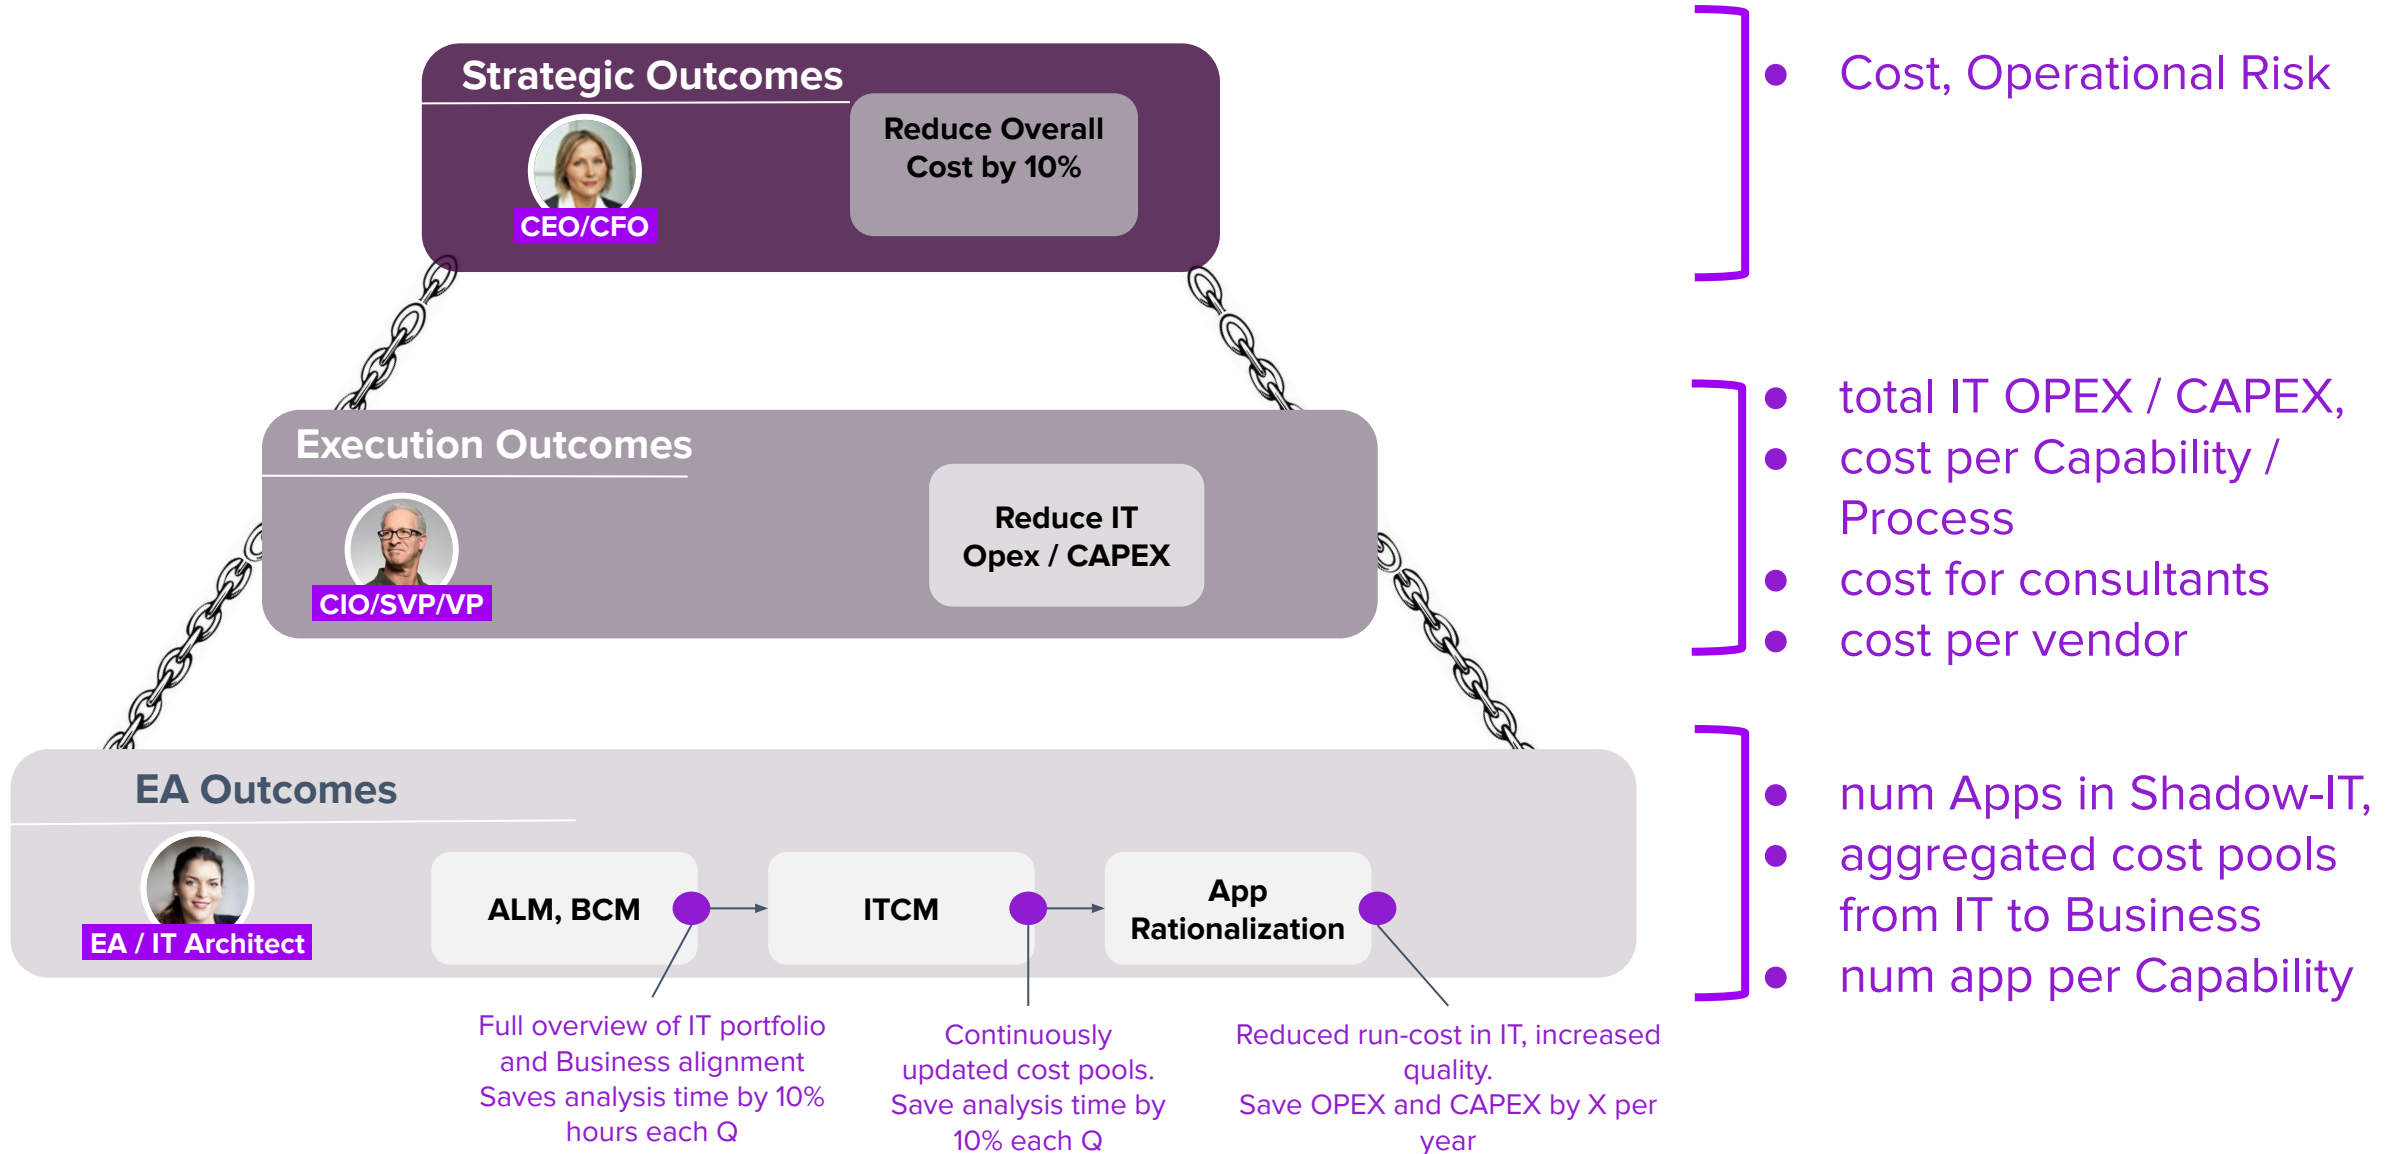 Strategic Outcomes
Reduce Overall
Cost by 10%
CEO/CFO
● Cost, Operational Risk
Execution Outcomes
Reduce IT
Opex / CAPEX
CIO/SVP/VP
● total IT OPEX / CAPEX,
● cost per Capability /
Process
● cost for consultants
● cost per vendor
EA Outcomes
EA / IT Architect
ALM, BCM
ITCM
App
Rationalization
● num Apps in Shadow-IT,
● aggregated cost pools
from IT to Business
● num app per Capability
Full overview of IT portfolio
and Business alignment
Saves analysis time by 10%
hours each Q
Continuously
updated cost pools.
Save analysis time by
10% each Q
Reduced run-cost in IT, increased
quality.
Save OPEX and CAPEX by X per
year